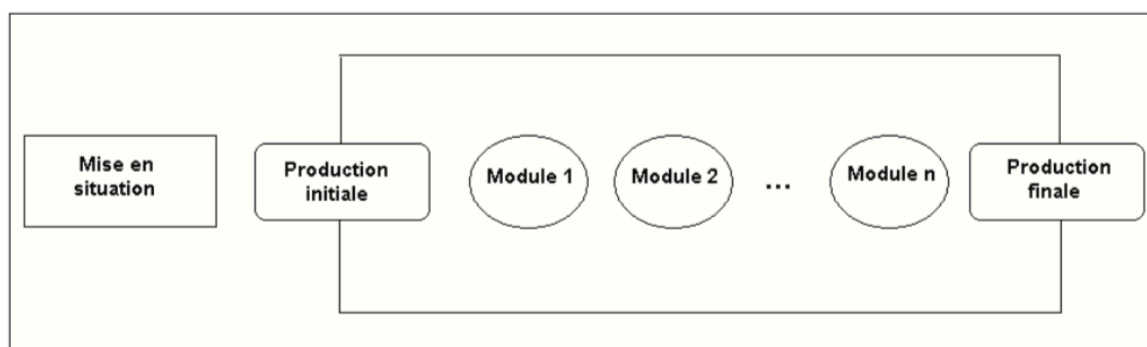 Mise en
situation
Production
initiale
Module 1
Module 2
...
Module n
Production
finale